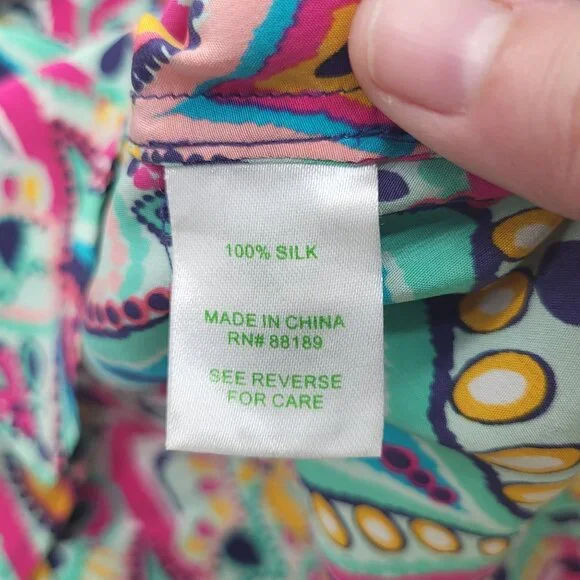 100% SILK
MADE IN CHINA
RN# 88189
SEE REVERSE
FOR CARE